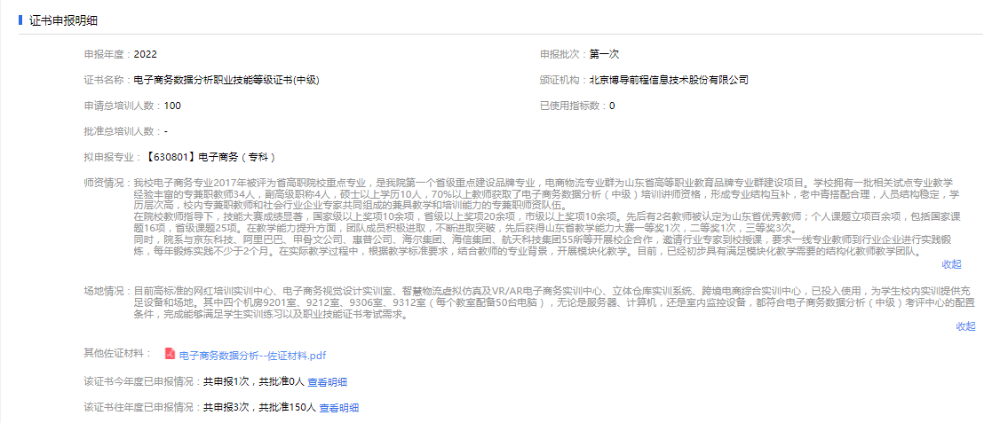 证书申报明细
申报年度：2022 申报批次：第一次
证书名称：电子商务数据分析职业技能等级证书(中级) 颁证机构：北京博导前程信息技术股份有限公司
申请总培训人数：100 已使用指标数：0
批准总培训人数：-
拟申报专业：【630801】电子商务（专科）
师资情况：我校电子商务专业2017年被评为省高职院校重点专业，是我院第一个省级重点建设品牌专业，电商物流专业群为山东省高等职业教育品牌专业群建设项目。学校拥有一批相关试点专业教学
经验丰富的专兼职教师34人，副高级职称4人，硕士以上学历10人，70%以上教师获取了电子商务数据分析（中级）培训讲师资格，形成专业结构互补，老中青搭配合理，人员结构稳定，学
历层次高，校内专兼职教师和社会行业企业专家共同组成的兼具教学和培训能力的专兼职师资队伍。
在院校教师指导下，技能大赛成绩显著，国家级以上奖项10余项，省级以上奖项20余项，市级以上奖项10余项。先后有2名教师被认定为山东省优秀教师；个人课题立项百余项，包括国家课
题16项，省级课题25项。在教学能力提升方面，团队成员积极进取，不断进取突破，先后获得山东省教学能力大赛一等奖1次，二等奖1次，三等奖3次。
同时，院系与京东科技、阿里巴巴、甲骨文公司、惠普公司、海尔集团、海信集团、航天科技集团55所等开展校企合作，邀请行业专家到校授课，要求一线专业教师到行业企业进行实践锻
炼，每年锻炼实践不少于2个月。在实际教学过程中，根据教学标准要求，结合教师的专业背景，开展模块化教学。目前，已经初步具有满足模块化教学需要的结构化教师教学团队。
收起
场地情况：目前高标准的网红培训实训中心、电子商务视觉设计实训室、智慧物流虚拟仿真及VR/AR电子商务实训中心、立体仓库实训系统、跨境电商综合实训中心，已投入使用，为学生校内实训提供充
足设备和场地。其中四个机房9201室、9212室、9306室、9312室（每个教室配备50台电脑），无论是服务器、计算机，还是室内监控设备，都符合电子商务数据分析（中级）考评中心的配置
条件，完成能够满足学生实训练习以及职业技能证书考试需求。
收起
其他佐证材料： 电子商务数据分析--佐证材料.pdf
该证书今年度已申报情况：共申报1次，共批准0人 查看明细
该证书往年度已申报情况：共申报3次，共批准150人 查看明细